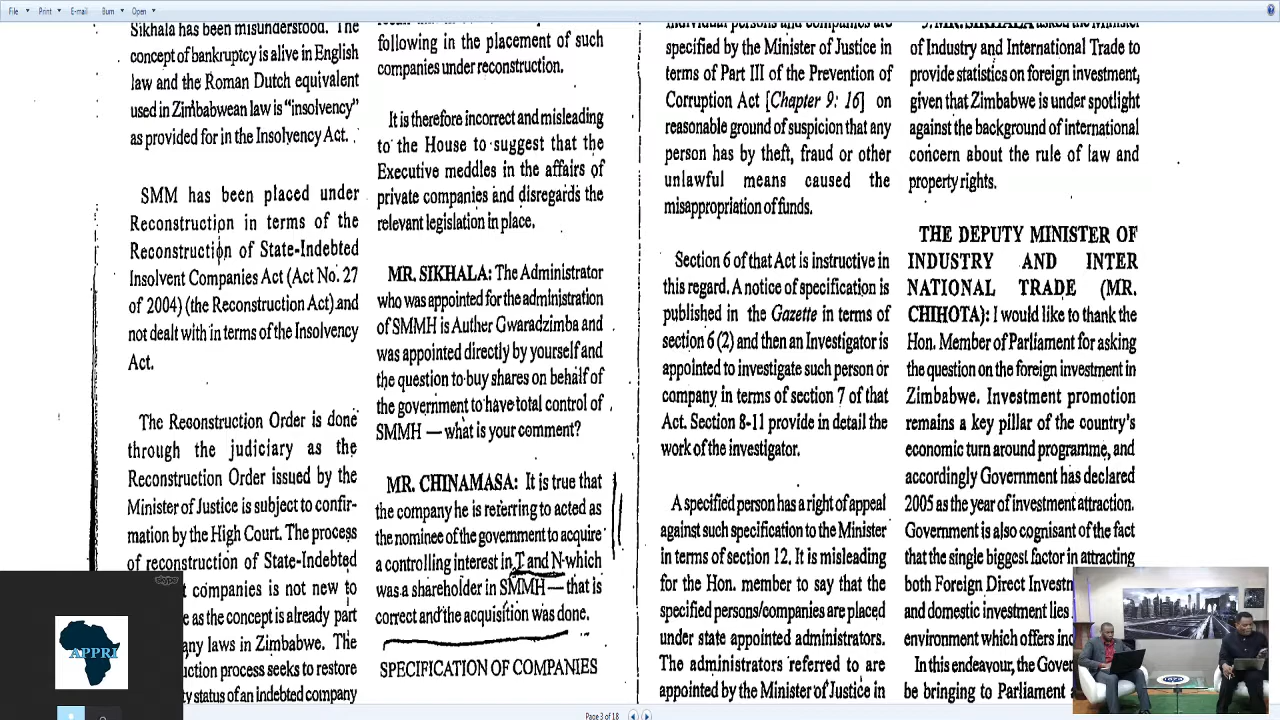 File Print E-mail Burn Open
Sikhala has been misunderstood. The
concept of bankruptcy is alive in English
law and the Roman Dutch equivalent
used in Zimbabwean law is “insolvency”
as provided for in the Insolvency Act.
SMM has been placed under
Reconstruction in terms of the
Reconstruction of State-Indebted
Insolvent Companies Act (Act No. 27
of 2004) (the Reconstruction Act) and
not dealt with in terms of the Insolvency
Act.
The Reconstruction Order is done
through the judiciary as the
Reconstruction Order issued by the
Minister of Justice is subject to confir-
mation by the High Court. The process
of reconstruction of State-Indebted
companies is not new to
as the concept is already part
laws in Zimbabwe. The
process seeks to restore
status of an indebted company
following in the placement of such
companies under reconstruction.
It is therefore incorrect and misleading
to the House to suggest that the
Executive meddles in the affairs of
private companies and disregards the
relevant legislation in place.
MR. SIKHALA: The Administrator
who was appointed for the administration
of SMMH is Auther Gwaradzimba and
was appointed directly by yourself and
the question to buy shares on behalf of
the government to have total control of
SMMH — what is your comment?
MR. CHINAMASA: It is true that
the company he is referring to acted as
the nominee of the government to acquire
a controlling interest in T and N which
was a shareholder in SMMH — that is
correct and the acquisition was done.
SPECIFICATION OF COMPANIES
individual persons and companies are
specified by the Minister of Justice in
terms of Part III of the Prevention of
Corruption Act [Chapter 9: 16] on
reasonable ground of suspicion that any
person has by theft, fraud or other
unlawful means caused the
misappropriation of funds.
Section 6 of that Act is instructive in
this regard. A notice of specification is
published in the Gazette in terms of
section 6 (2) and then an Investigator is
appointed to investigate such person or
company in terms of section 7 of that
Act. Section 8-11 provide in detail the
work of the investigator.
A specified person has a right of appeal
against such specification to the Minister
in terms of section 12. It is misleading
for the Hon. member to say that the
specified persons/companies are placed
under state appointed administrators.
The administrators referred to are
appointed by the Minister of Justice in
MR. SIKHALA asked the Minister
of Industry and International Trade to
provide statistics on foreign investment,
given that Zimbabwe is under spotlight
against the background of international
concern about the rule of law and
property rights.
THE DEPUTY MINISTER OF
INDUSTRY AND INTER
NATIONAL TRADE (MR.
CHIHOTA): I would like to thank the
Hon. Member of Parliament for asking
the question on the foreign investment in
Zimbabwe. Investment promotion
remains a key pillar of the country's
economic turn around programme, and
accordingly Government has declared
2005 as the year of investment attraction.
Government is also cognisant of the fact
that the single biggest factor in attracting
both Foreign Direct
and domestic investment lies
environment which offers
In this endeavour, the
be bringing to Parliament
skype
APPRI
Page 3 of 18